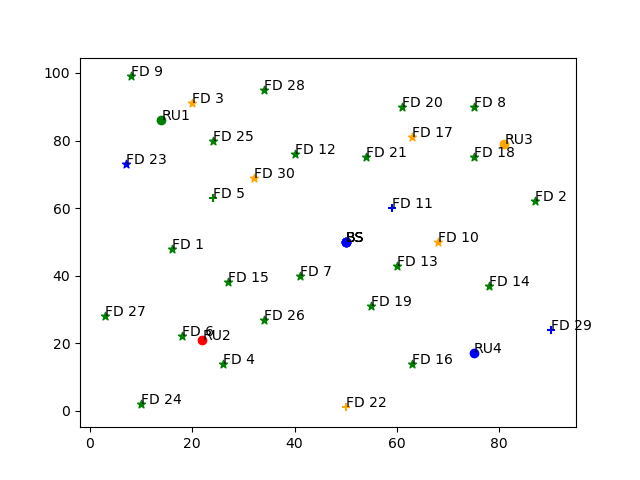 100
80
60
40
20
0
0
20
40
60
80
FD 9
FD 28
FD 3
FD 20
FD 8
RU1
FD 17
RU3
FD 25
FD 12
FD 21
FD 18
FD 23
FD 30
FD 5
FD 2
FD 11
FD 1
BS
FD 10
FD 7
FD 13
FD 15
FD 14
FD 27
FD 26
FD 19
FD 6
RU2
FD 29
FD 4
FD 16
RU4
FD 24
FD 22